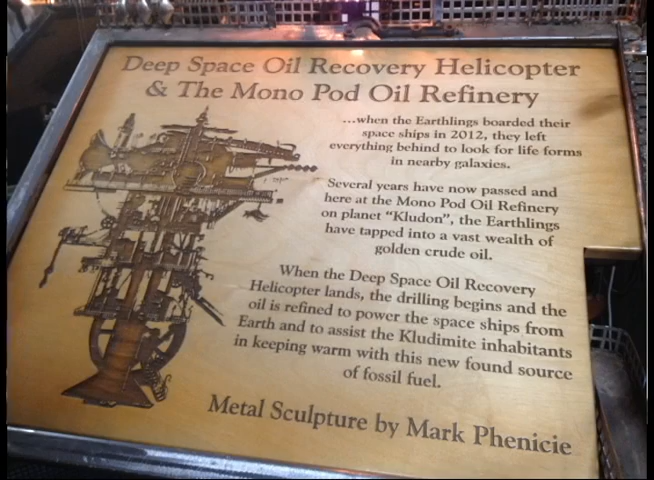 Deep Space Oil Recovery Helicopter
& The Mono Pod Oil Refinery
...when the Earthlings boarded their
space ships in 2012, they left
everything behind to look for life forms
in nearby galaxies.
Several years have now passed and
here at the Mono Pod Oil Refinery
on planet “Kludon”, the Earthlings
have tapped into a vast wealth of
golden crude oil.
When the Deep Space Oil Recovery
Helicopter lands, the drilling begins and the
oil is refined to power the space ships from
Earth and to assist the Kludimite inhabitants
in keeping warm with this new found source
of fossil fuel.
Metal Sculpture by Mark Phenicie